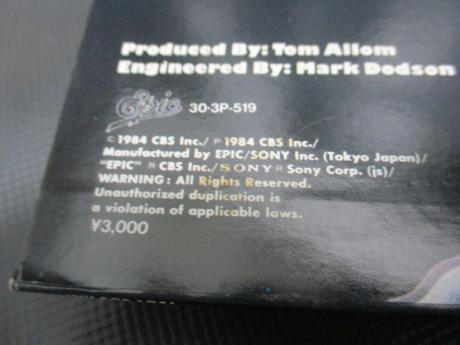 Produced By: Tom Allom
Engineered By: Mark Dodson
Epic 30·3P-519
© 1984 CBS Inc./ ℗ 1984 CBS Inc./
Manufactured by EPIC/SONY Inc. (Tokyo Japan)/
"EPIC" ® CBS Inc./SONY® Sony Corp. (js)/
WARNING: All Rights Reserved.
Unauthorized duplication is
a violation of applicable laws.
¥3,000